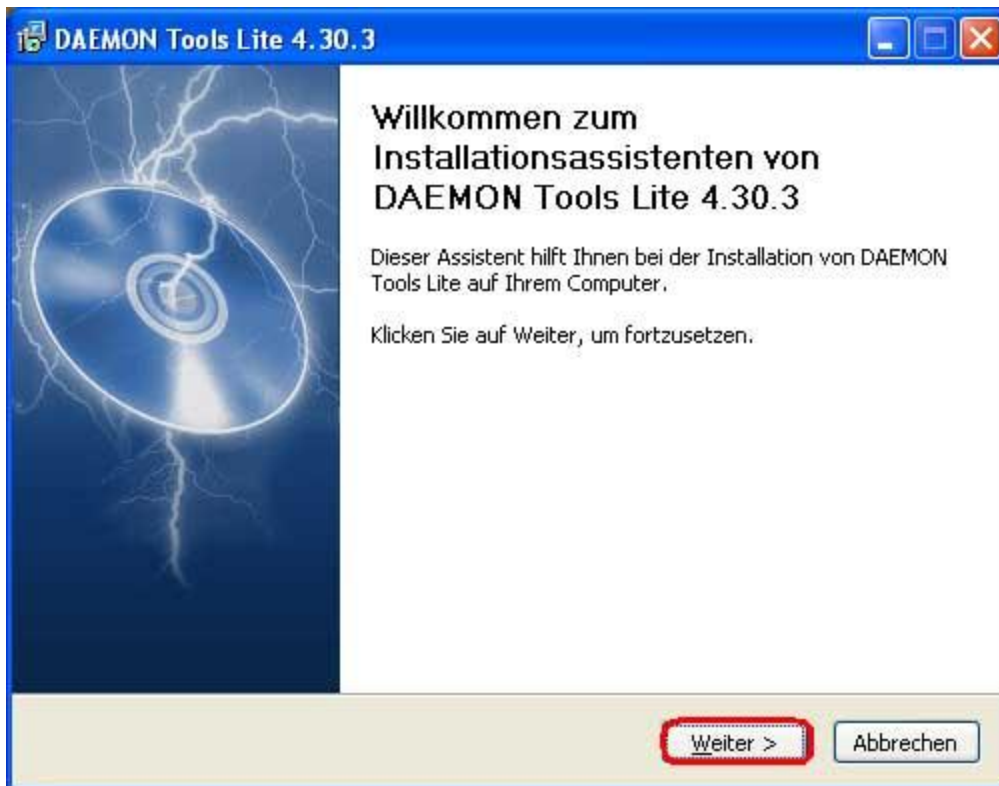 DAEMON Tools Lite 4.30.3
Willkommen zum
Installationsassistenten von
DAEMON Tools Lite 4.30.3
Dieser Assistent hilft Ihnen bei der Installation von DAEMON
Tools Lite auf Ihrem Computer.
Klicken Sie auf Weiter, um fortzusetzen.
Weiter >
Abbrechen